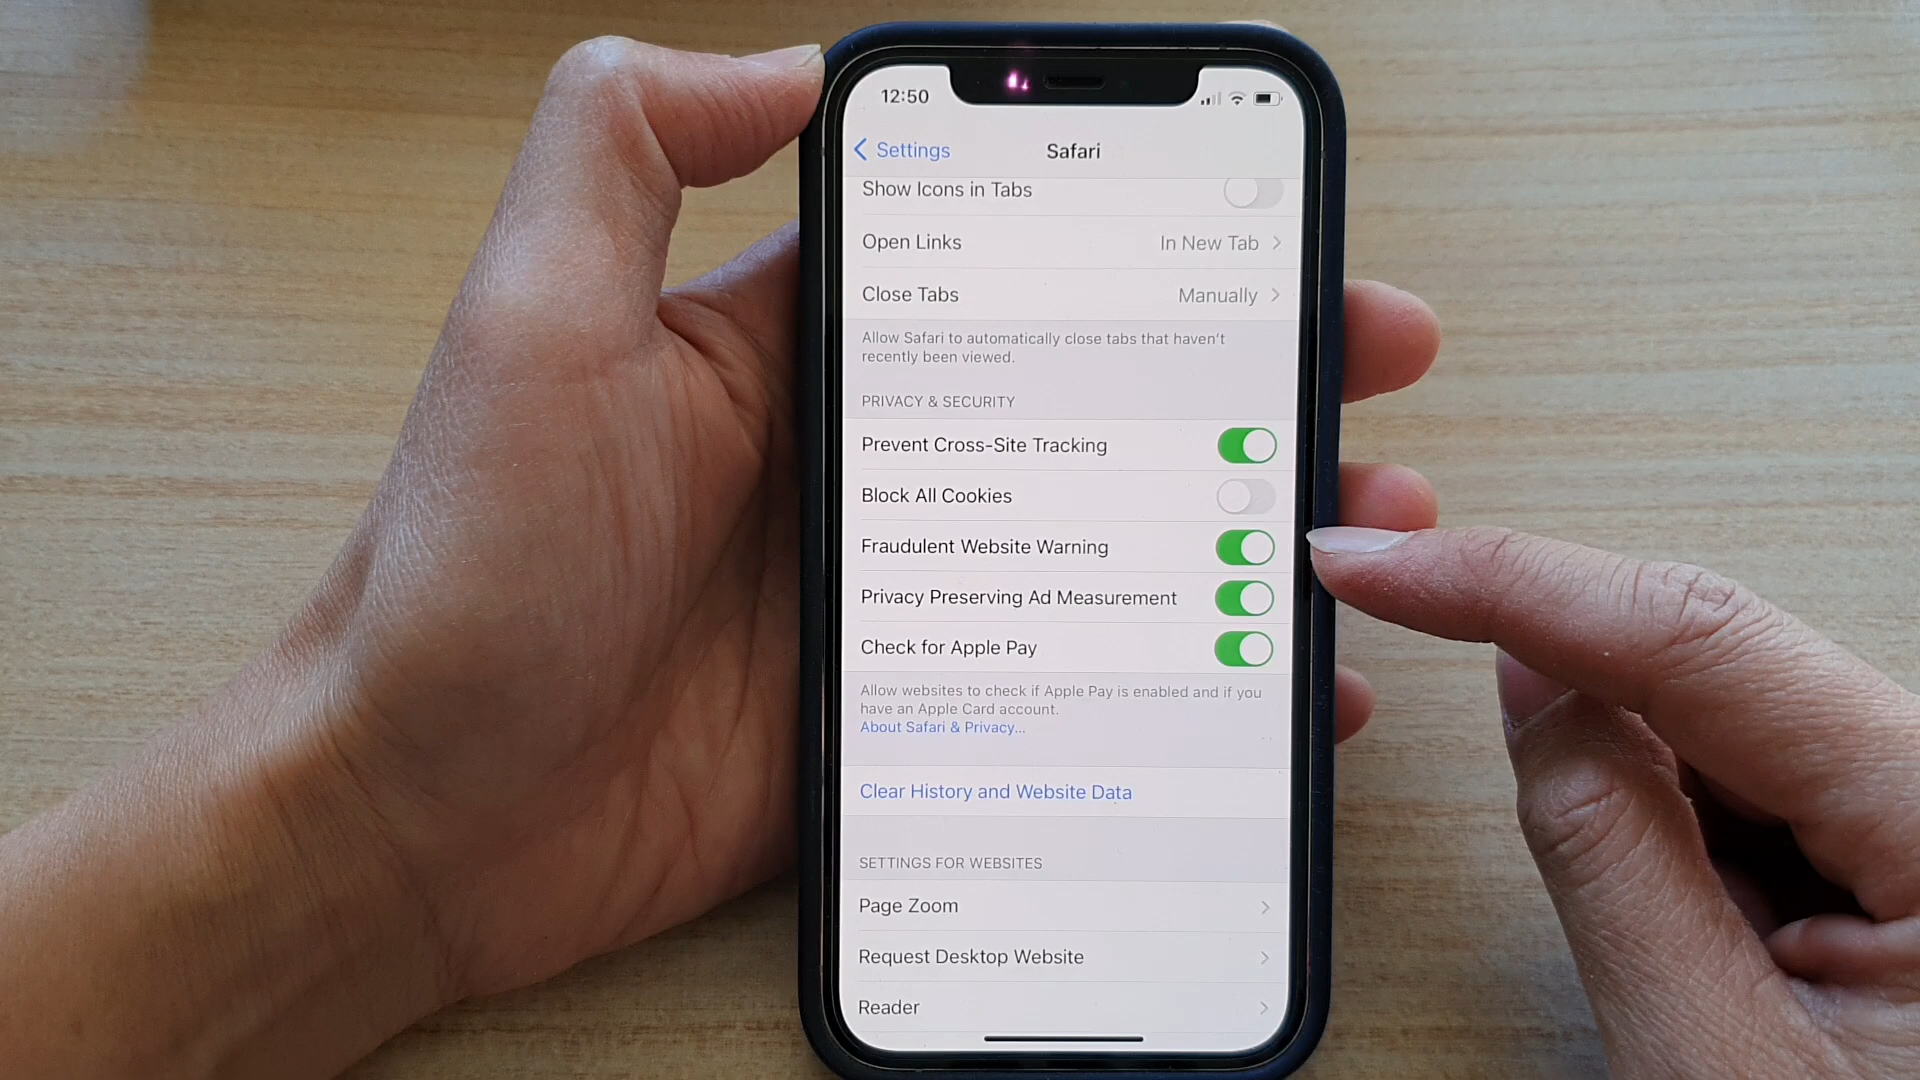 12:50
Settings
Safari
Show Icons in Tabs
Open Links In New Tab
Close Tabs Manually
Allow Safari to automatically close tabs that haven't
recently been viewed.
PRIVACY & SECURITY
Prevent Cross-Site Tracking
Block All Cookies
Fraudulent Website Warning
Privacy Preserving Ad Measurement
Check for Apple Pay
Allow websites to check if Apple Pay is enabled and if you
have an Apple Card account.
About Safari & Privacy...
Clear History and Website Data
SETTINGS FOR WEBSITES
Page Zoom
Request Desktop Website
Reader